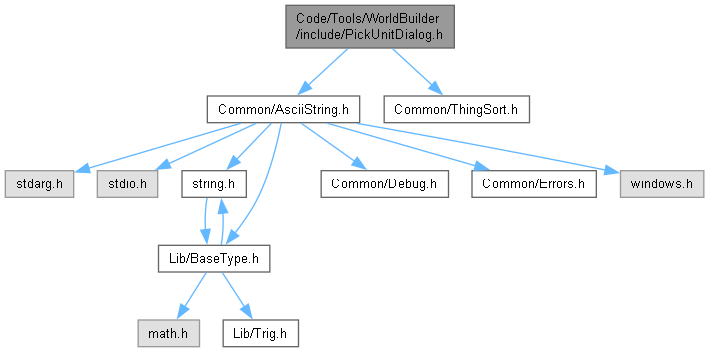 Code/Tools/WorldBuilder
/include/PickUnitDialog.h
Common/AsciiString.h
Common/ThingSort.h
stdarg.h
stdio.h
string.h
Common/Debug.h
Common/Errors.h
windows.h
Lib/BaseType.h
math.h
Lib/Trig.h